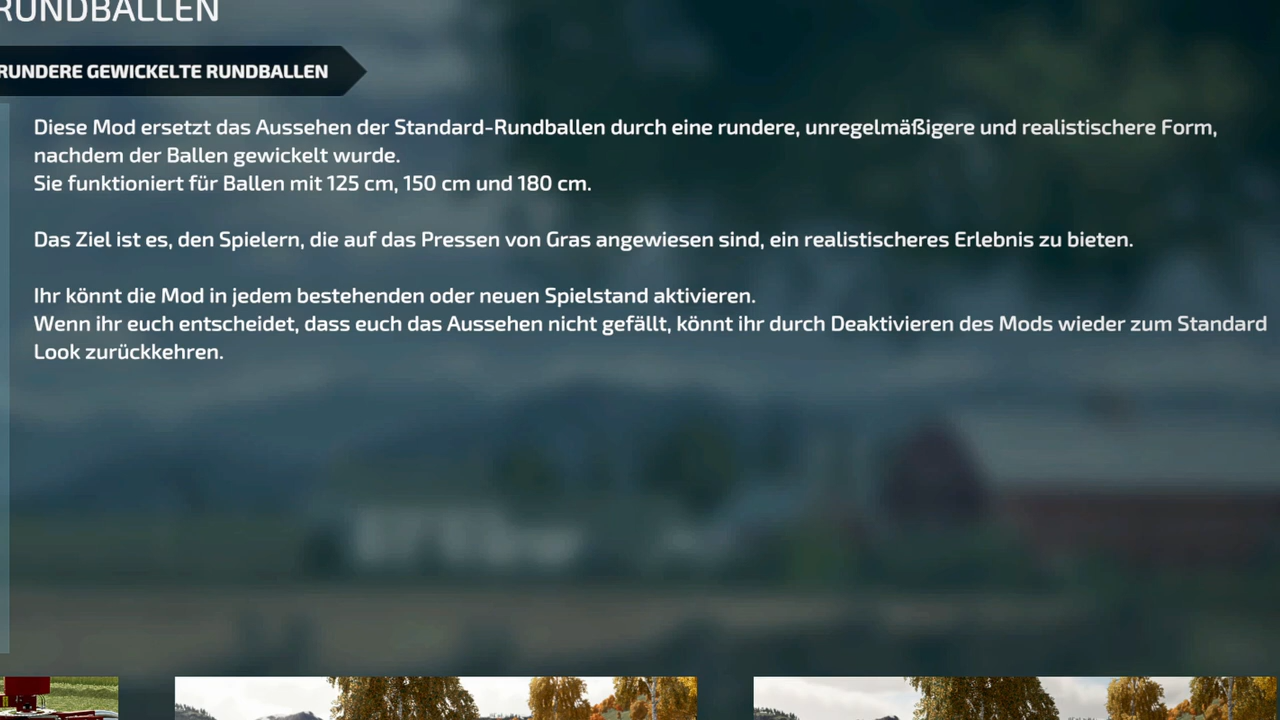 RUNDBALLEN
RUNDERE GEWICKELTE RUNDBALLEN
Diese Mod ersetzt das Aussehen der Standard-Rundballen durch eine rundere, unregelmäßigere und realistischere Form,
nachdem der Ballen gewickelt wurde.
Sie funktioniert für Ballen mit 125 cm, 150 cm und 180 cm.
Das Ziel ist es, den Spielern, die auf das Pressen von Gras angewiesen sind, ein realistischeres Erlebnis zu bieten.
Ihr könnt die Mod in jedem bestehenden oder neuen Spielstand aktivieren.
Wenn ihr euch entscheidet, dass euch das Aussehen nicht gefällt, könnt ihr durch Deaktivieren des Mods wieder zum Standard
Look zurückkehren.